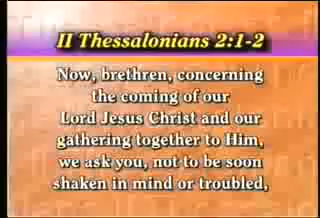 II Thessalonians 2:1-2
Now, brethren, concerning
the coming of our
Lord Jesus Christ and our
gathering together to Him,
we ask you, not to be soon
shaken in mind or troubled,